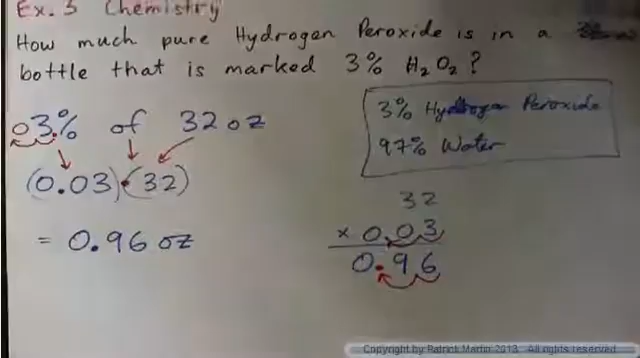 Ex. 3 Chemistry
How much pure Hydrogen Peroxide is in a
bottle that is marked 3% H₂O₂?
03.% of 32 oz
(0.03)·(32)
= 0.96 oz
3% Hydrogen Peroxide
97% Water
32
× 0.03
0.96
Copyright by Patrick Martin 2013. All rights reserved.